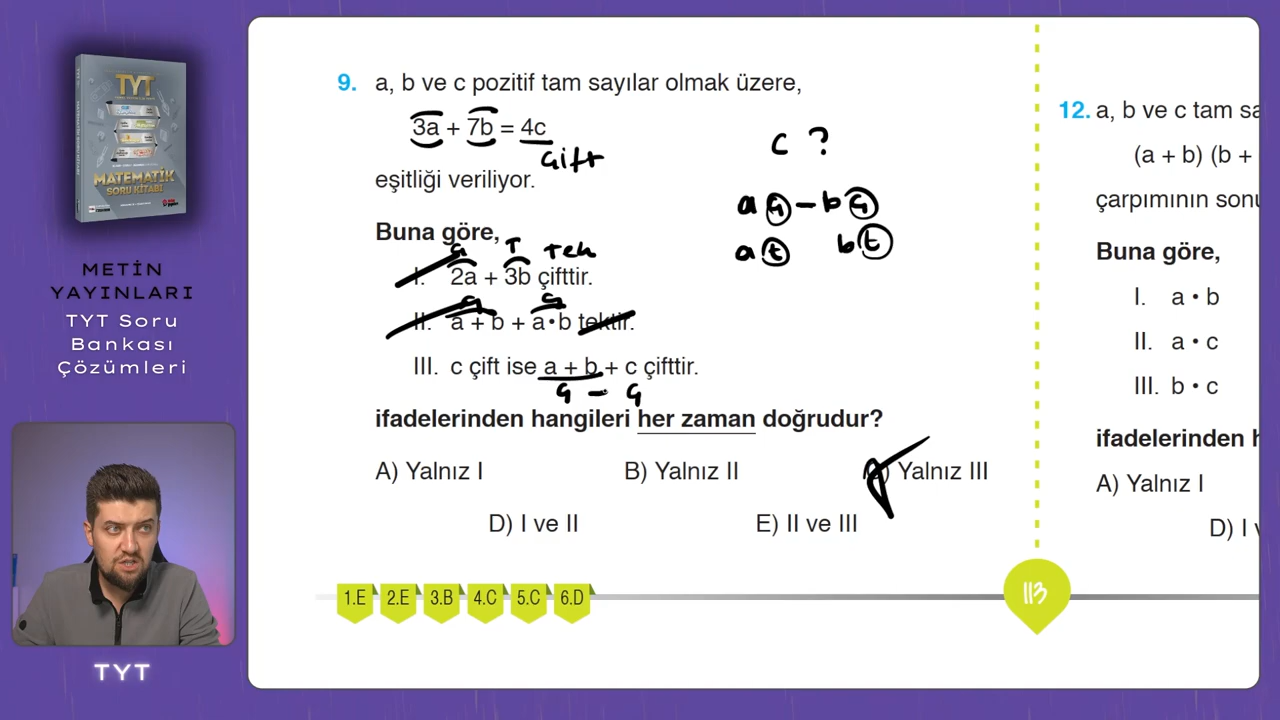 TYT
MATEMATİK
SORU KİTABI
METİN
YAYINLARI
TYT Soru
Bankası
Çözümleri
TYT
9. a, b ve c pozitif tam sayılar olmak üzere,
3a + 7b = 4c
Çift
c ?
eşitliği veriliyor.
a Ç – b Ç
a t b t
Buna göre,
Ç T Tek
I. 2a + 3b çifttir.
Ç Ç
II. a + b + a • b tektir.
III. c çift ise a + b + c çifttir.
Ç – Ç
ifadelerinden hangileri her zaman doğrudur?
A) Yalnız I B) Yalnız II C) Yalnız III
D) I ve II E) II ve III
1.E 2.E 3.B 4.C 5.C 6.D
113
12. a, b ve c tam sa
(a + b) (b +
çarpımının sonu
Buna göre,
I. a • b
II. a • c
III. b • c
ifadelerinden h
A) Yalnız I
D) I v